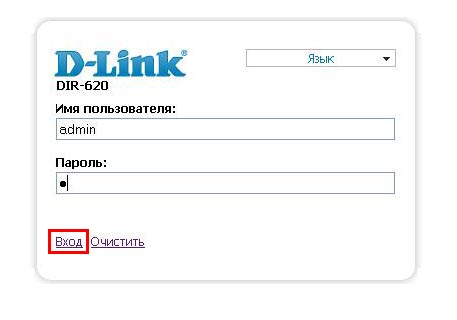 D-Link®
Язык
DIR-620
Имя пользователя:
admin
Пароль:
●
Вход Очистить